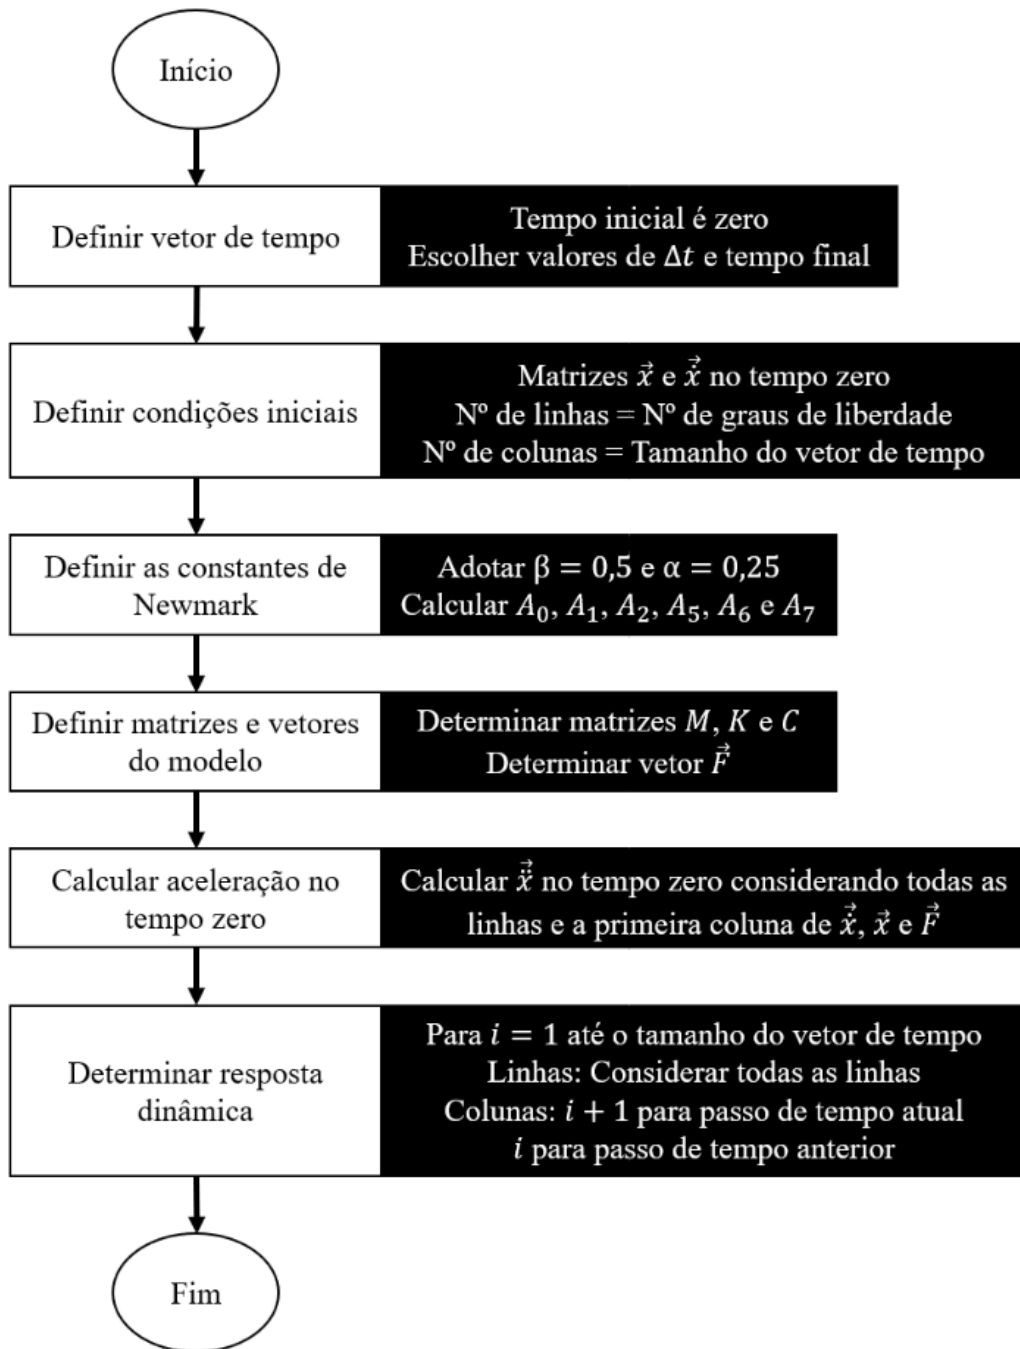 Início
Definir vetor de tempo
Tempo inicial é zero
Escolher valores de Δt e tempo final
Definir condições iniciais
Matrizes x⃗ e ẋ⃗ no tempo zero
Nº de linhas = Nº de graus de liberdade
Nº de colunas = Tamanho do vetor de tempo
Definir as constantes de
Newmark
Adotar β = 0,5 e α = 0,25
Calcular A₀, A₁, A₂, A₅, A₆ e A₇
Definir matrizes e vetores
do modelo
Determinar matrizes M, K e C
Determinar vetor F⃗
Calcular aceleração no
tempo zero
Calcular ẍ⃗ no tempo zero considerando todas as
linhas e a primeira coluna de ẋ⃗, x⃗ e F⃗
Determinar resposta
dinâmica
Para i = 1 até o tamanho do vetor de tempo
Linhas: Considerar todas as linhas
Colunas: i + 1 para passo de tempo atual
i para passo de tempo anterior
Fim